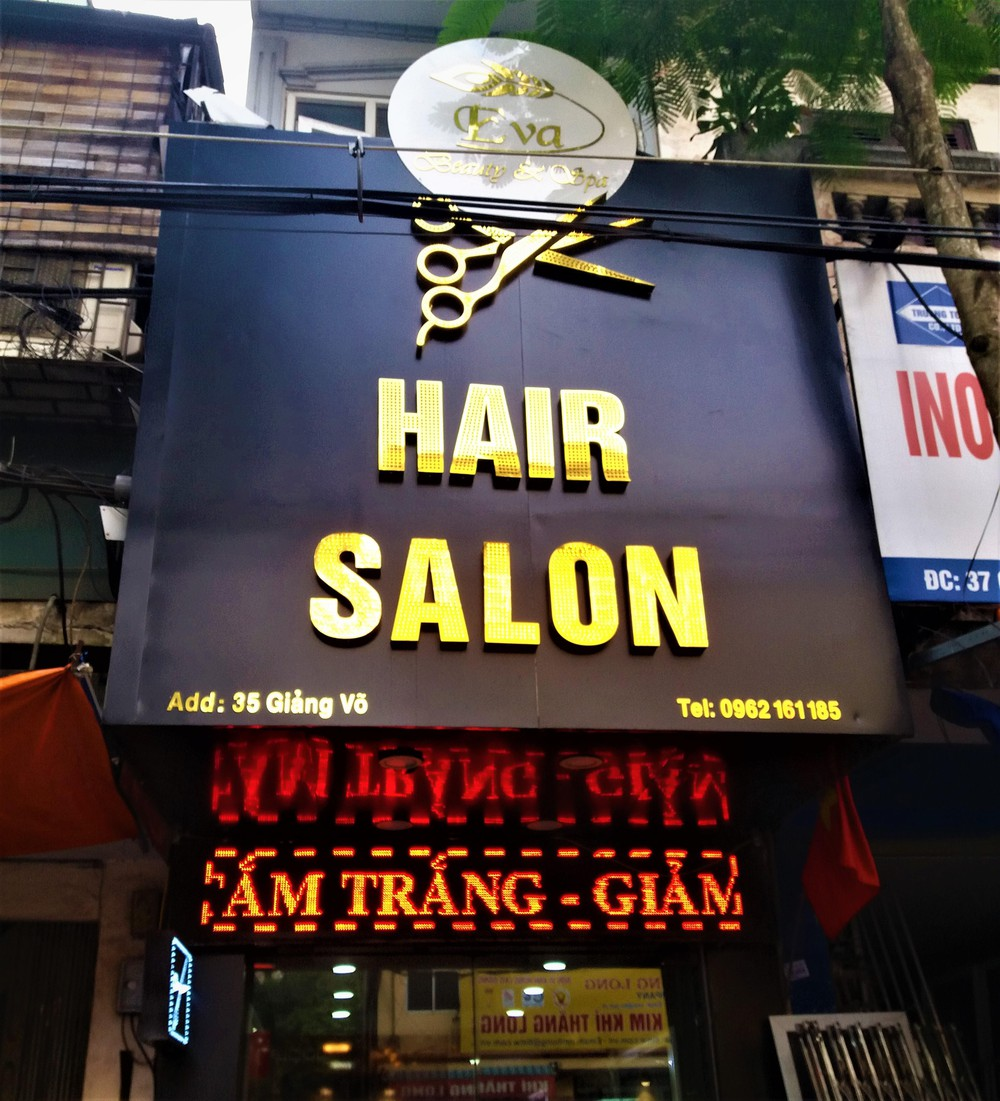 Eva
Beauty & Spa
HAIR
SALON
Add: 35 Giảng Võ
Tel: 0962 161 185
TẮM TRẮNG - GIẢM
INO
ĐC: 37
KIM KHÍ THĂNG LONG